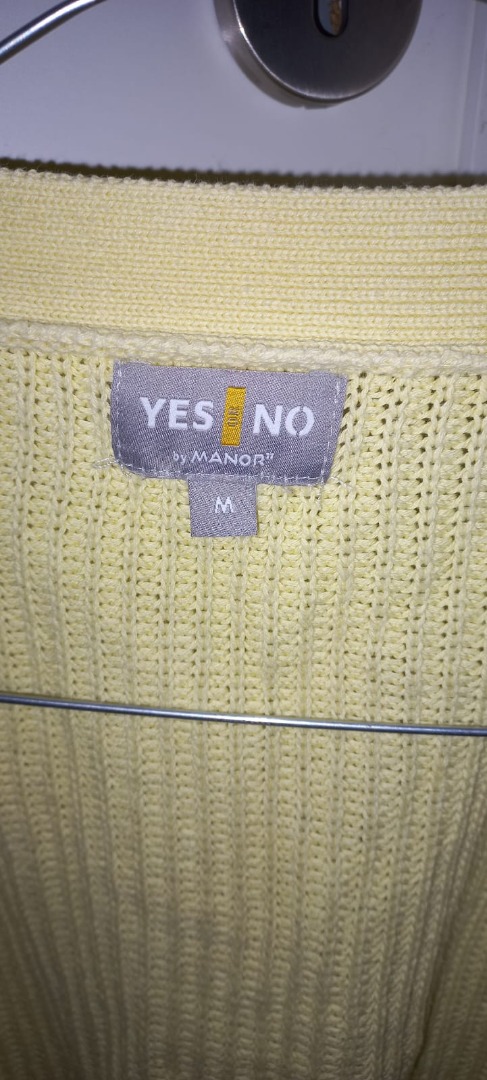 YES NO
by MANOR"
M